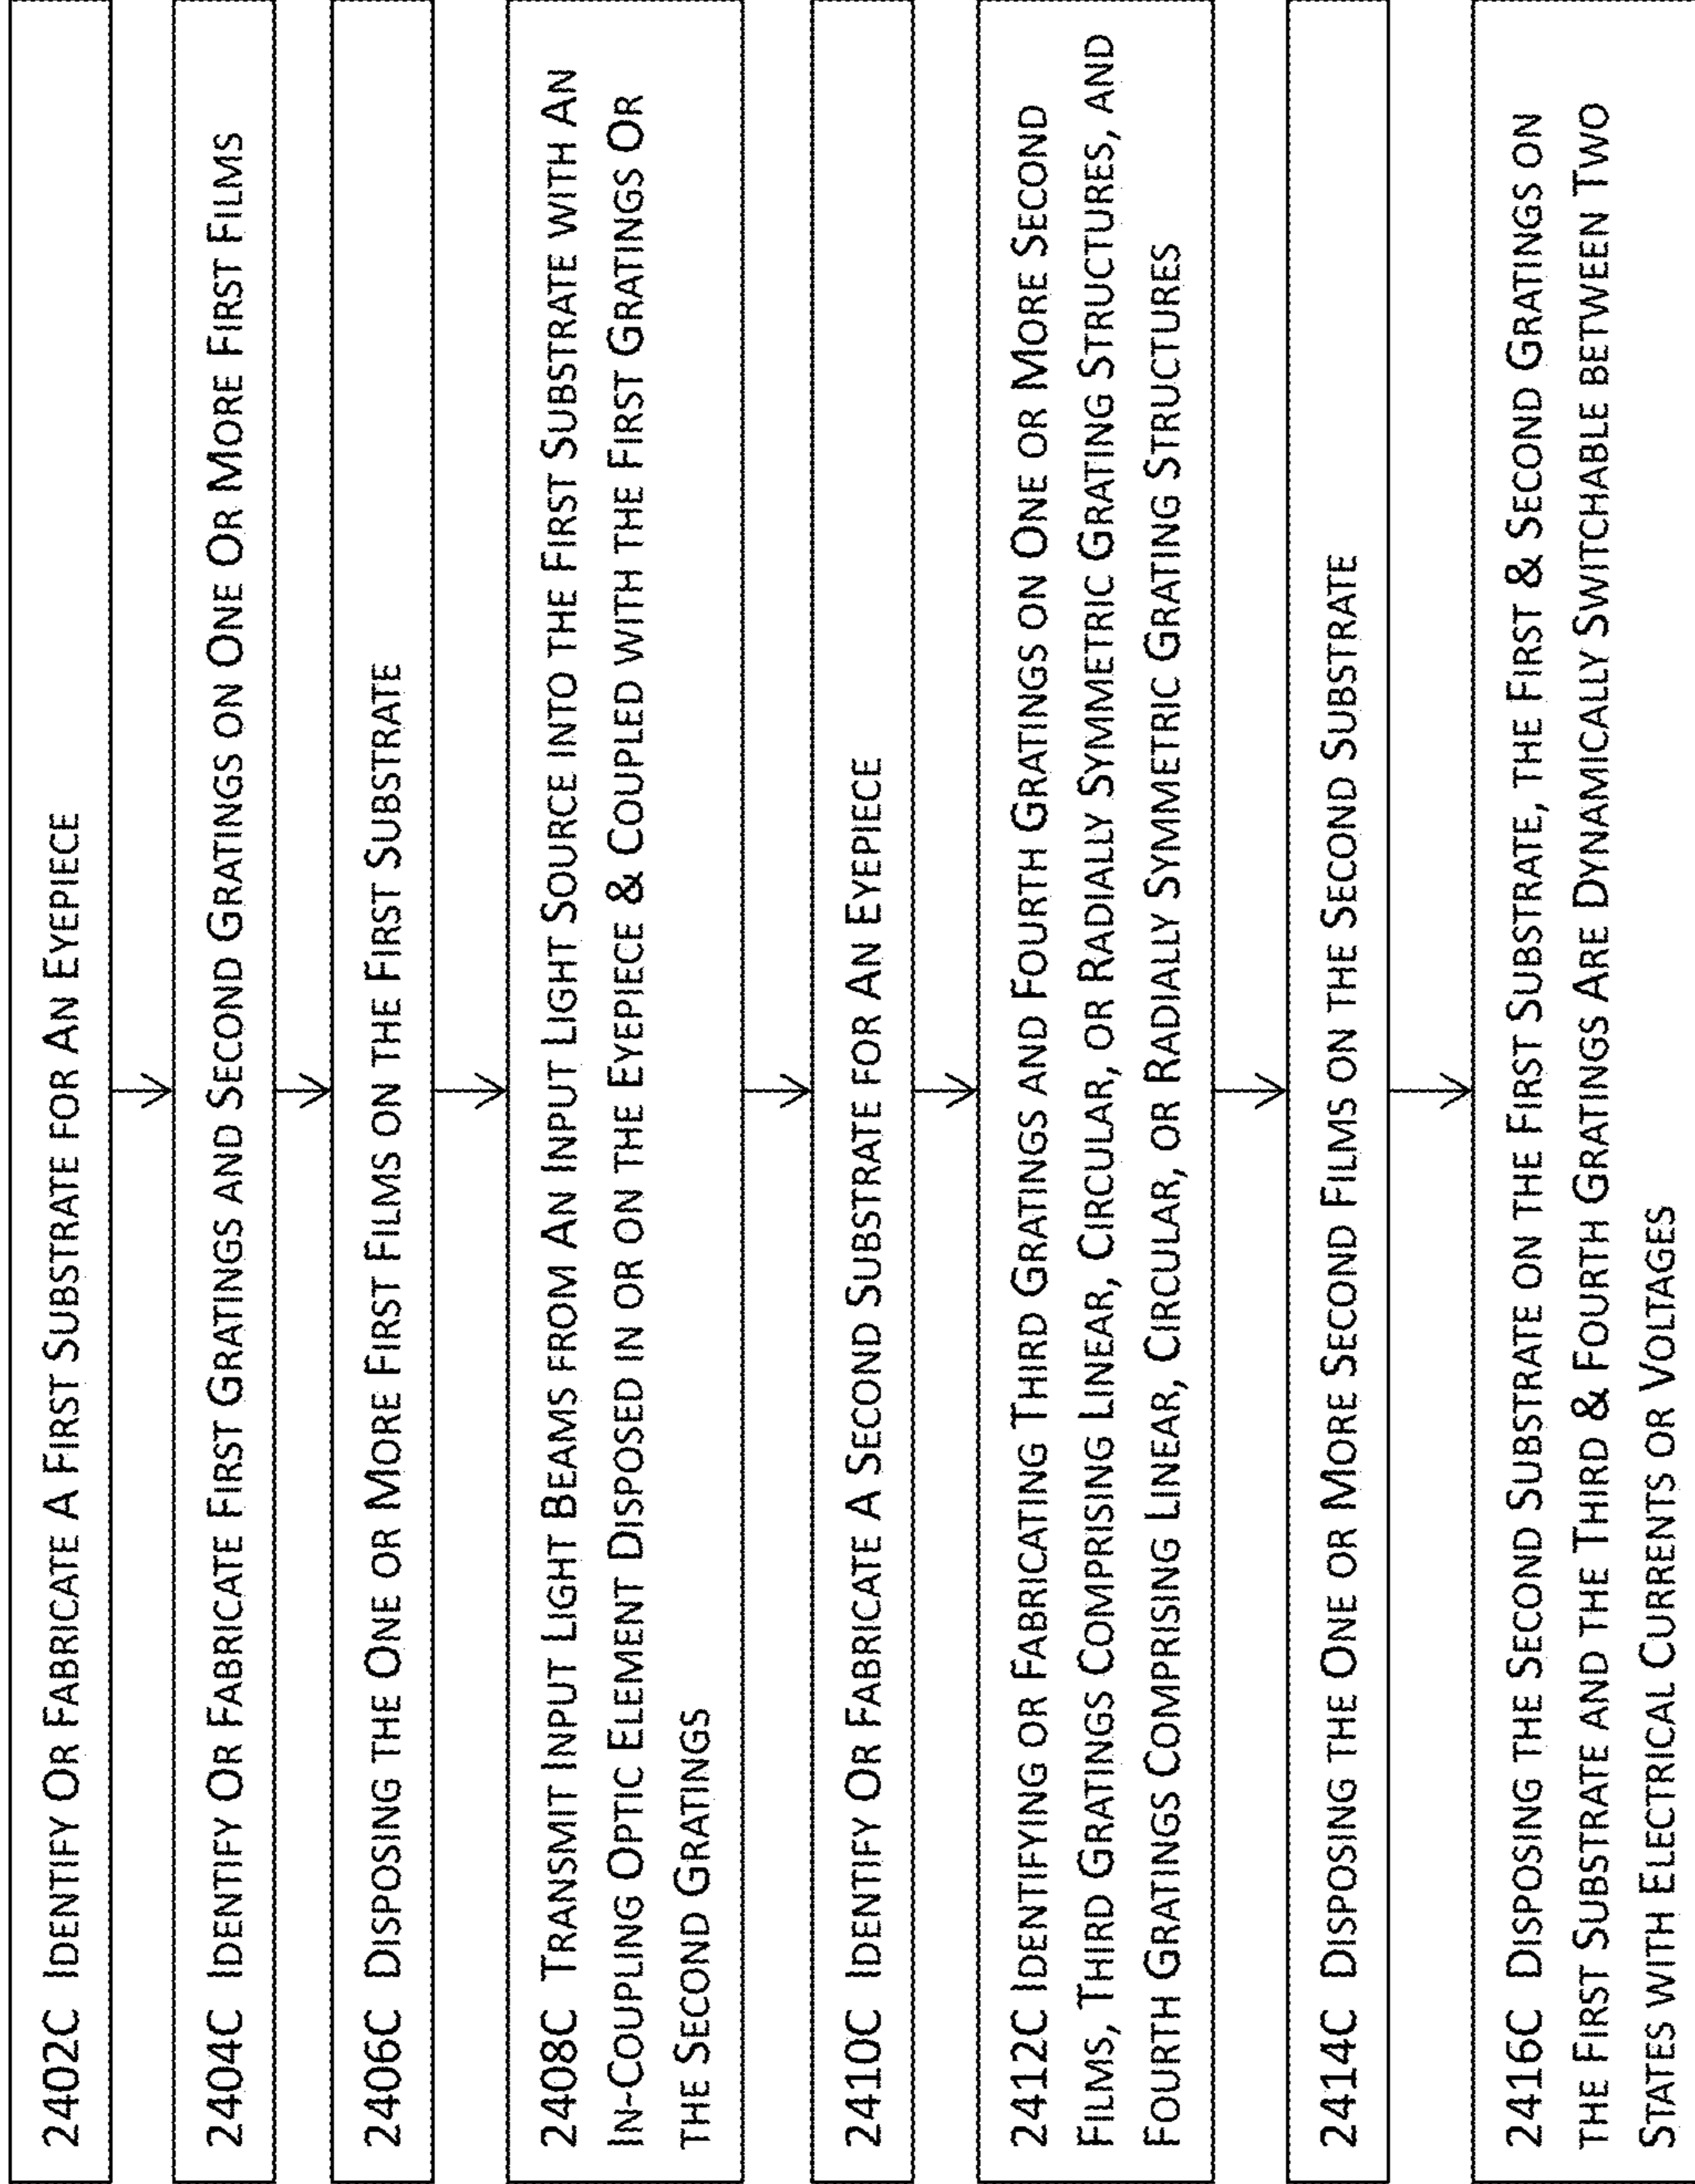 2402C Identify Or Fabricate A First Substrate for An Eyepiece
2404C Identify Or Fabricate First Gratings and Second Gratings on One Or More First Films
2406C Disposing the One or More First Films on the First Substrate
2408C Transmit Input Light Beams from An Input Light Source into the First Substrate with An
In-Coupling Optic Element Disposed in or on the Eyepiece & Coupled with the First Gratings Or
the Second Gratings
2410C Identify Or Fabricate A Second Substrate for An Eyepiece
2412C Identifying or Fabricating Third Gratings and Fourth Gratings on One or More Second
Films, Third Gratings Comprising Linear, Circular, or Radially Symmetric Grating Structures, and
Fourth Gratings Comprising Linear, Circular, or Radially Symmetric Grating Structures
2414C Disposing the One or More Second Films on the Second Substrate
2416C Disposing the Second Substrate on the First Substrate, the First & Second Gratings on
the First Substrate and the Third & Fourth Gratings Are Dynamically Switchable between Two
States with Electrical Currents or Voltages